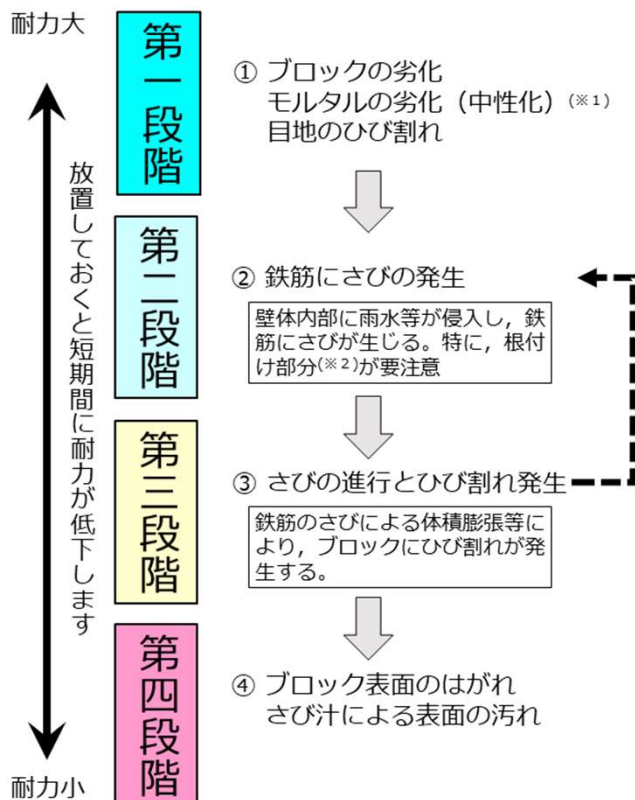 耐力大
第一段階
① ブロックの劣化
モルタルの劣化（中性化）(※1)
目地のひび割れ
放置しておくと短期間に耐力が低下します
第二段階
② 鉄筋にさびの発生
壁体内部に雨水等が侵入し，鉄
筋にさびが生じる。特に，根付
け部分(※2)が要注意
第三段階
③ さびの進行とひび割れ発生
鉄筋のさびによる体積膨張等に
より，ブロックにひび割れが発
生する。
第四段階
④ ブロック表面のはがれ
さび汁による表面の汚れ
耐力小